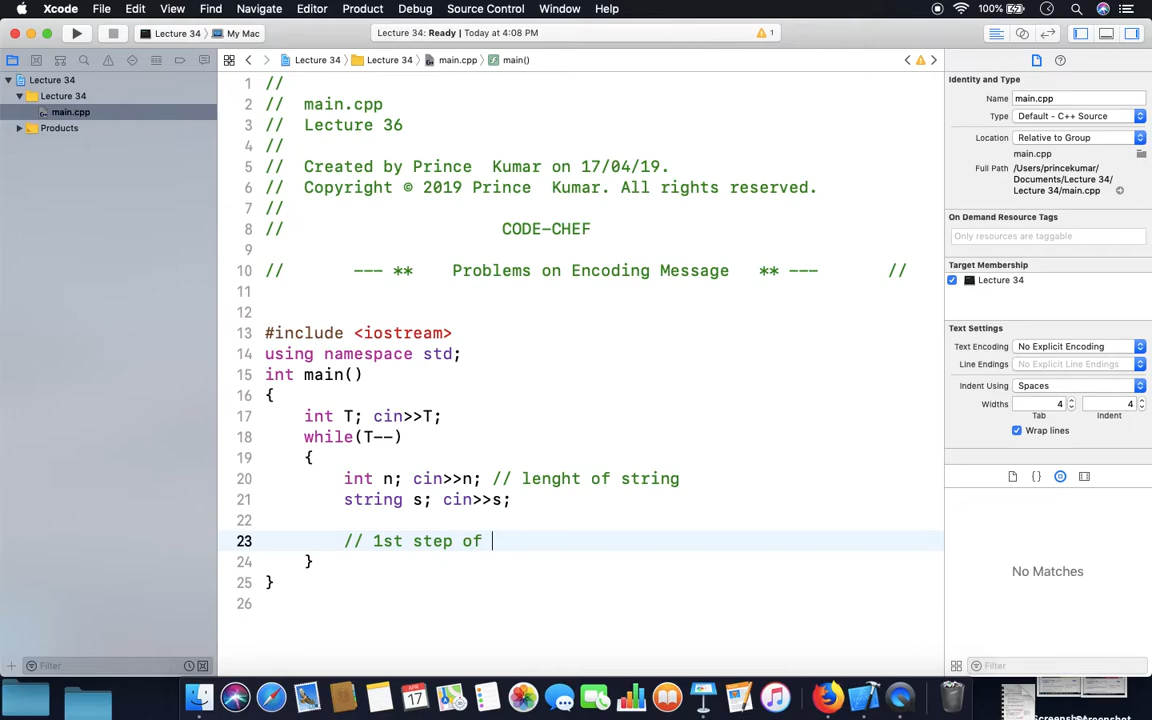 Xcode File Edit View Find Navigate Editor Product Debug Source Control Window Help 100%
Lecture 34 My Mac Lecture 34: Ready | Today at 4:08 PM 1
Lecture 34 Lecture 34 main.cpp main()
Lecture 34
Lecture 34
main.cpp
Products
Filter
1 //
2 // main.cpp
3 // Lecture 36
4 //
5 // Created by Prince Kumar on 17/04/19.
6 // Copyright © 2019 Prince Kumar. All rights reserved.
7 //
8 // CODE-CHEF
9
10 // --- ** Problems on Encoding Message ** --- //
11
12
13 #include <iostream>
14 using namespace std;
15 int main()
16 {
17 int T; cin>>T;
18 while(T--)
19 {
20 int n; cin>>n; // lenght of string
21 string s; cin>>s;
22
23 // 1st step of
24 }
25 }
26
Identity and Type
Name main.cpp
Type Default - C++ Source
Location Relative to Group
main.cpp
Full Path /Users/princekumar/
Documents/Lecture 34/
Lecture 34/main.cpp
On Demand Resource Tags
Only resources are taggable
Target Membership
Lecture 34
Text Settings
Text Encoding No Explicit Encoding
Line Endings No Explicit Line Endings
Indent Using Spaces
Widths 4 4
Tab Indent
Wrap lines
No Matches
Filter
APR
17